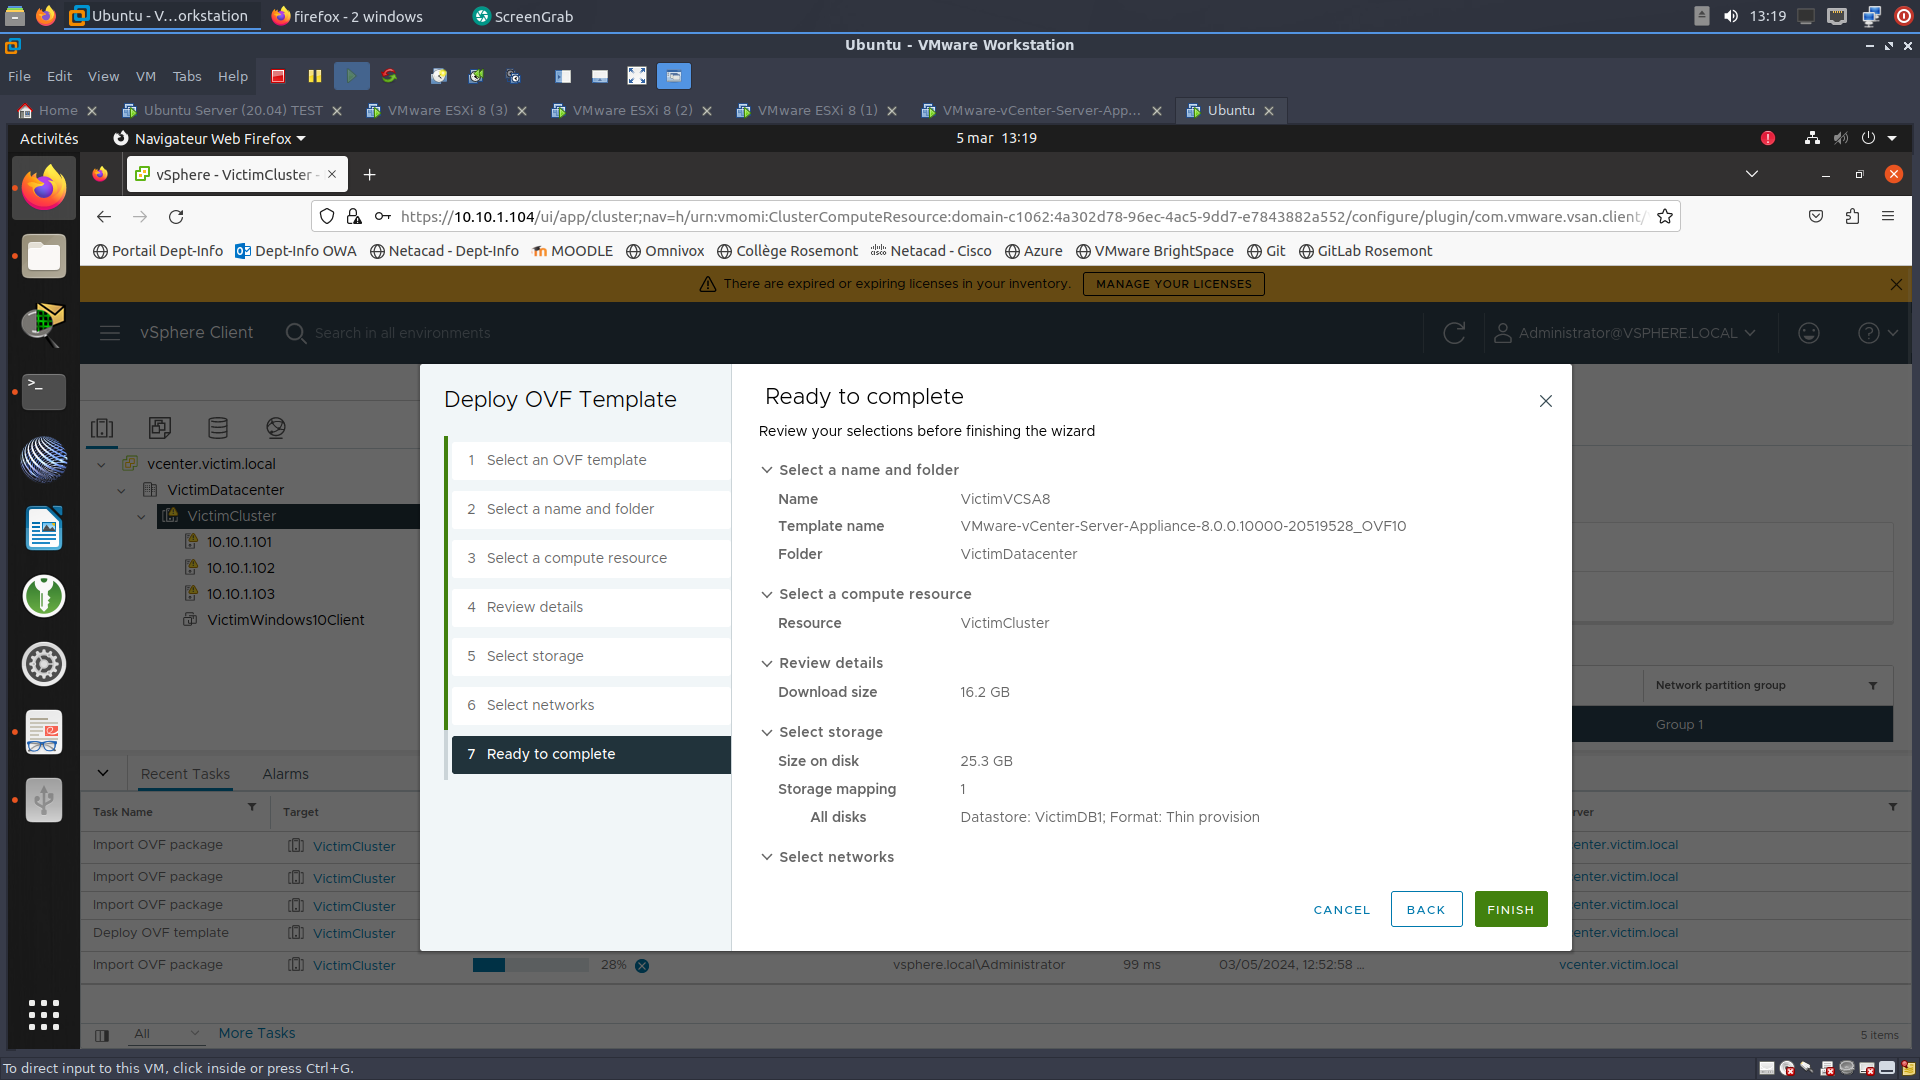 Ubuntu - V...orkstation
firefox - 2 windows
ScreenGrab
13:19
Ubuntu - VMware Workstation
File Edit View VM Tabs Help
Home
Ubuntu Server (20.04) TEST
VMware ESXi 8 (3)
VMware ESXi 8 (2)
VMware ESXi 8 (1)
VMware-vCenter-Server-App...
Ubuntu
Activités
Navigateur Web Firefox
5 mar 13:19
vSphere - VictimCluster -
https://10.10.1.104/ui/app/cluster;nav=h/urn:vmomi:ClusterComputeResource:domain-c1062:4a302d78-96ec-4ac5-9dd7-e7843882a552/configure/plugin/com.vmware.vsan.client/
Portail Dept-Info
Dept-Info OWA
Netacad - Dept-Info
MOODLE
Omnivox
Collège Rosemont
Netacad - Cisco
Azure
VMware BrightSpace
Git
GitLab Rosemont
There are expired or expiring licenses in your inventory.
MANAGE YOUR LICENSES
vSphere Client
Search in all environments
Administrator@VSPHERE.LOCAL
vcenter.victim.local
VictimDatacenter
VictimCluster
10.10.1.101
10.10.1.102
10.10.1.103
VictimWindows10Client
Deploy OVF Template
1 Select an OVF template
2 Select a name and folder
3 Select a compute resource
4 Review details
5 Select storage
6 Select networks
7 Ready to complete
Ready to complete
Review your selections before finishing the wizard
Select a name and folder
Name VictimVCSA8
Template name VMware-vCenter-Server-Appliance-8.0.0.10000-20519528_OVF10
Folder VictimDatacenter
Select a compute resource
Resource VictimCluster
Review details
Download size 16.2 GB
Select storage
Size on disk 25.3 GB
Storage mapping 1
All disks Datastore: VictimDB1; Format: Thin provision
Select networks
CANCEL
BACK
FINISH
Network partition group
Group 1
Recent Tasks
Alarms
Task Name Target rver
Import OVF package VictimCluster center.victim.local
Import OVF package VictimCluster center.victim.local
Import OVF package VictimCluster center.victim.local
Deploy OVF template VictimCluster center.victim.local
Import OVF package VictimCluster 28% vsphere.local\Administrator 99 ms 03/05/2024, 12:52:58 ... vcenter.victim.local
All
More Tasks
5 items
To direct input to this VM, click inside or press Ctrl+G.